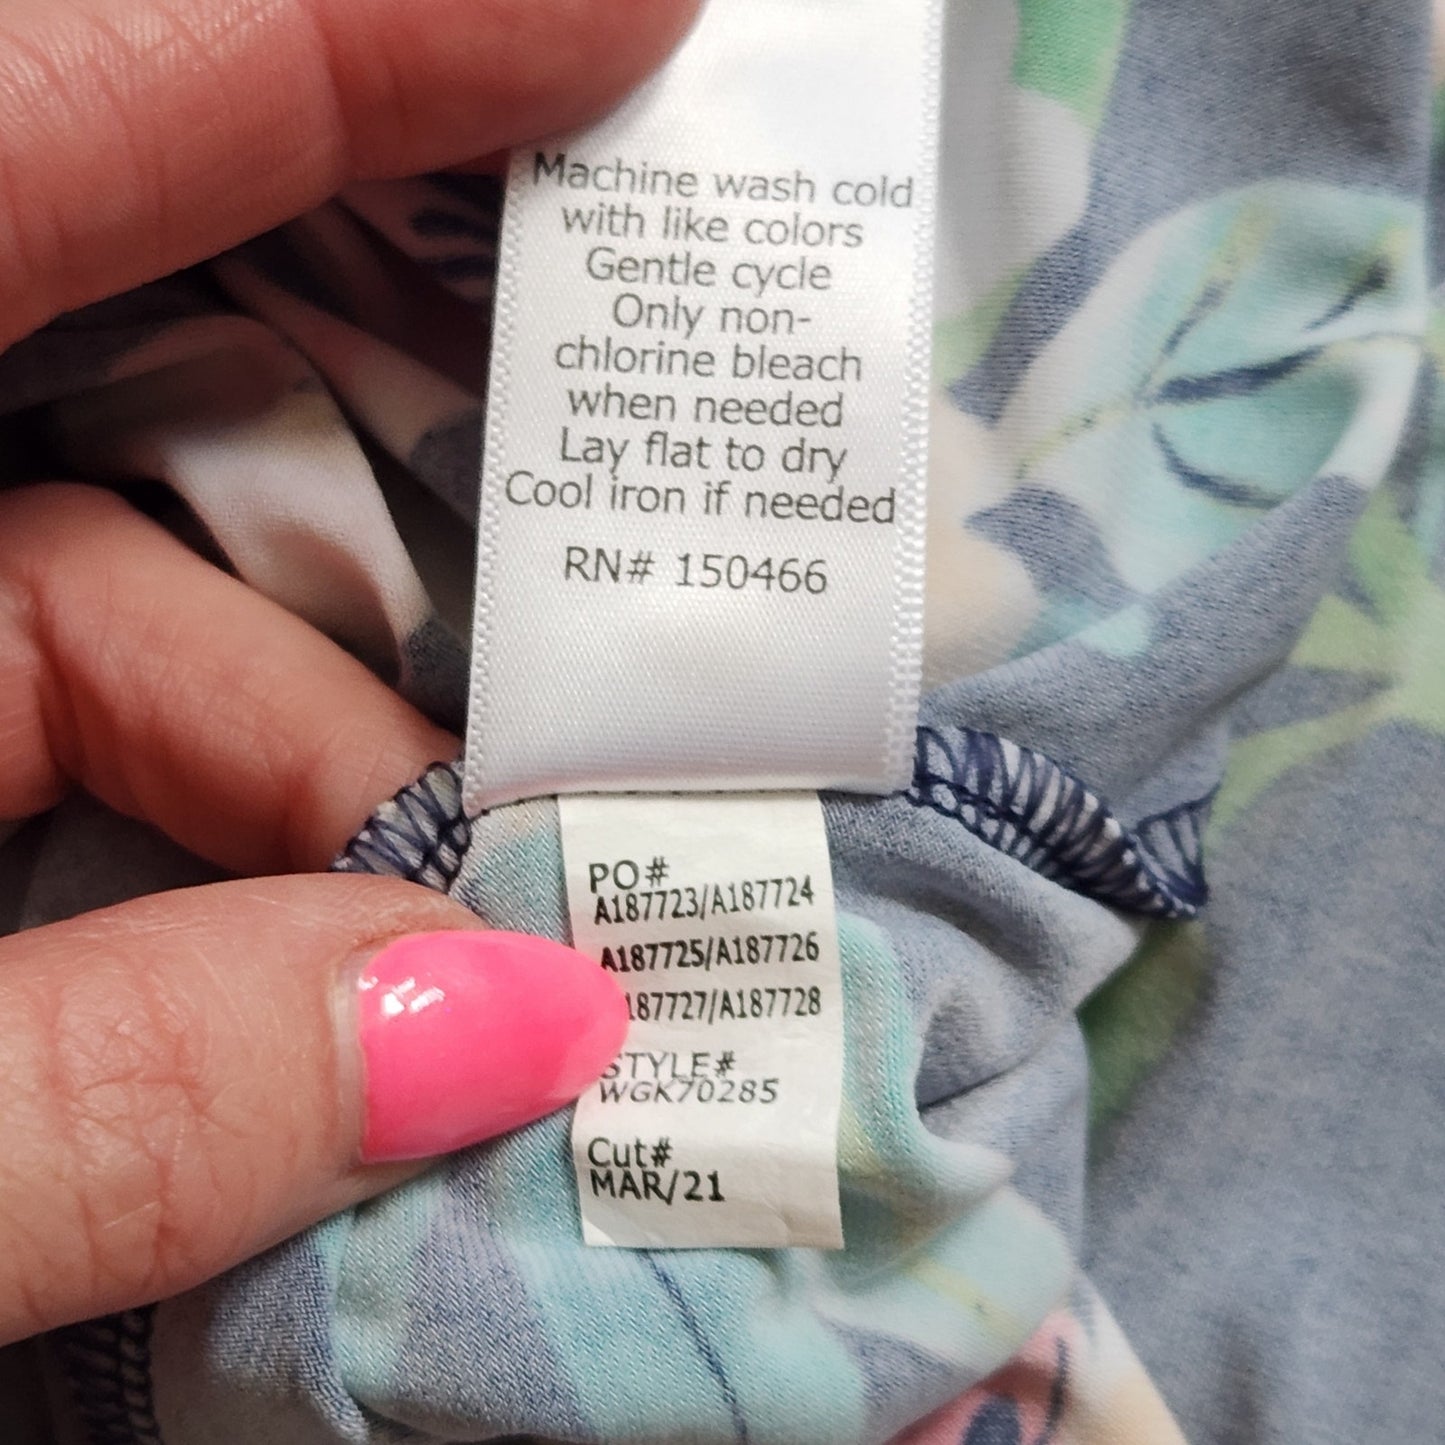 Machine wash cold
with like colors
Gentle cycle
Only non-
chlorine bleach
when needed
Lay flat to dry
Cool iron if needed
RN# 150466
PO#
A187723/A187724
A187725/A187726
187727/A187728
STYLE#
WGK70285
Cut#
MAR/21